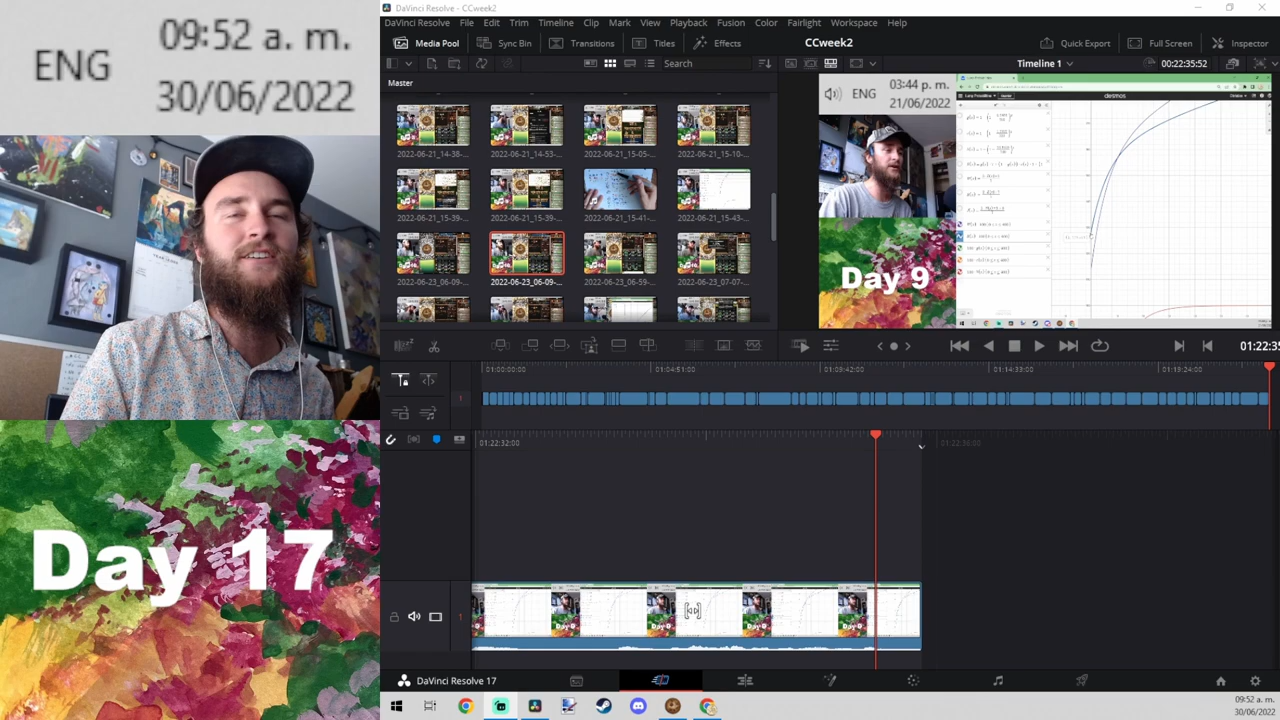 ENG
09:52 a. m.
30/06/2022
Day 17
DaVinci Resolve - CCweek2
DaVinci Resolve File Edit Trim Timeline Clip Mark View Playback Fusion Color Fairlight Workspace Help
Media Pool Sync Bin Transitions Titles Effects CCweek2 Quick Export Full Screen Inspector
Search Timeline 1 00:22:35:52
Master
2022-06-21_14-38-... 2022-06-21_14-53-... 2022-06-21_15-05-... 2022-06-21_15-10-...
2022-06-21_15-39-... 2022-06-21_15-39-... 2022-06-21_15-41-... 2022-06-21_15-43-...
2022-06-23_06-09-... 2022-06-23_06-09-... 2022-06-23_06-59-... 2022-06-23_07-07-...
ENG
03:44 p. m.
21/06/2022
desmos
Day 9
01:22:35
01:00:00:00 01:04:51:00 01:09:42:00 01:14:33:00 01:19:24:00
1
01:22:32:00 01:22:36:00
1
DaVinci Resolve 17
09:52 a. m.
30/06/2022